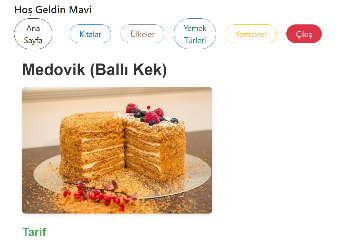 Hoş Geldin Mavi
Ana
Sayfa
Kıtalar
Ülkeler
Yemek
Türleri
Yemekler
Çıkış
Medovik (Ballı Kek)
Tarif